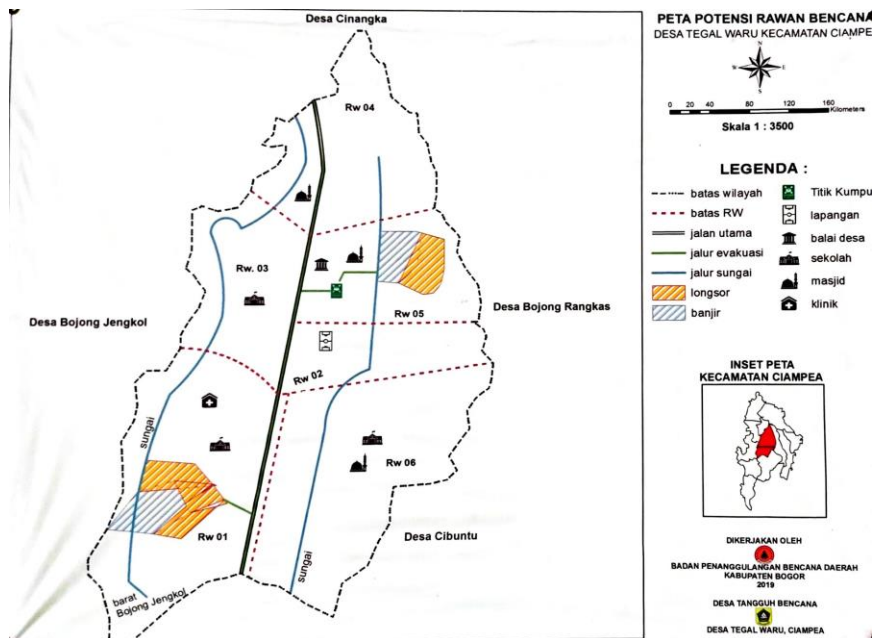 Desa Cinangka
PETA POTENSI RAWAN BENCANA
DESA TEGAL WARU KECAMATAN CIAMPEA
N
W
E
S
0 20 40 80 120 160
Kilometers
Skala 1 : 3500
LEGENDA :
batas wilayah
batas RW
jalan utama
jalur evakuasi
jalur sungai
longsor
banjir
Titik Kumpu
lapangan
balai desa
sekolah
masjid
klinik
Rw 04
Rw. 03
Desa Bojong Jengkol
Desa Bojong Rangkas
Rw 05
Rw 02
sungai
Rw 06
Rw 01
Desa Cibuntu
sungai
barat
Bojong Jengkol
INSET PETA
KECAMATAN CIAMPEA
DIKERJAKAN OLEH
BADAN PENANGGULANGAN BENCANA DAERAH
KABUPATEN BOGOR
2019
DESA TANGGUH BENCANA
DESA TEGAL WARU, CIAMPEA